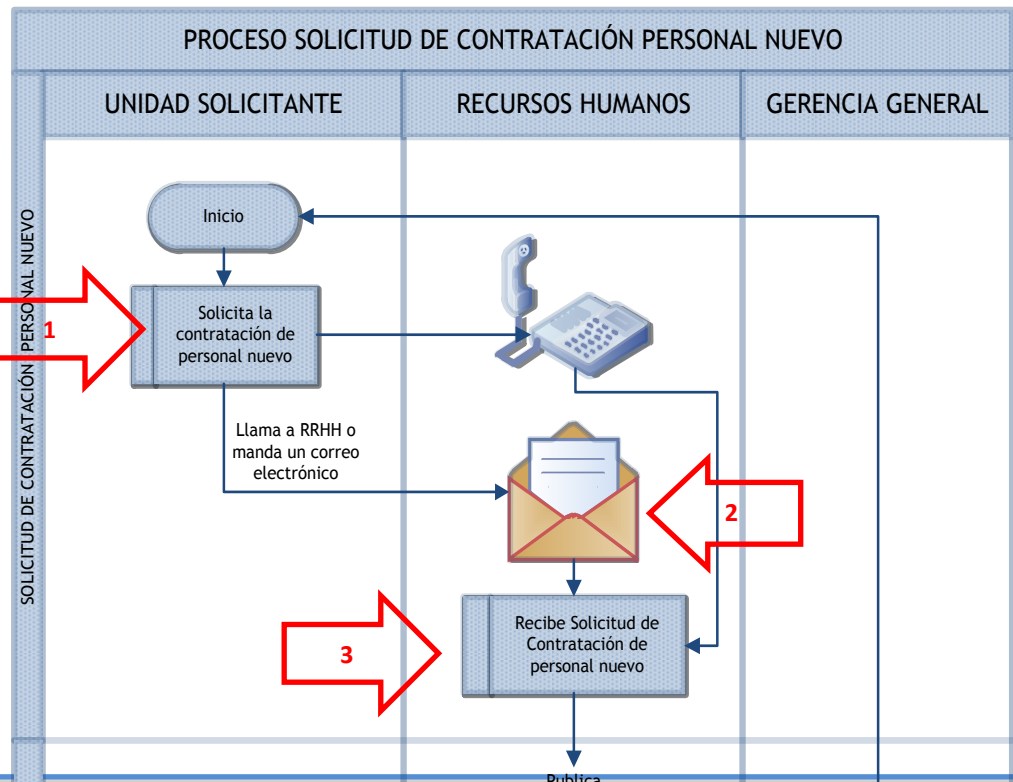 PROCESO SOLICITUD DE CONTRATACIÓN PERSONAL NUEVO
UNIDAD SOLICITANTE
RECURSOS HUMANOS
GERENCIA GENERAL
SOLICITUD DE CONTRATACIÓN PERSONAL NUEVO
Inicio
1
Solicita la
contratación de
personal nuevo
Llama a RRHH o
manda un correo
electrónico
2
3
Recibe Solicitud de
Contratación de
personal nuevo
Publica